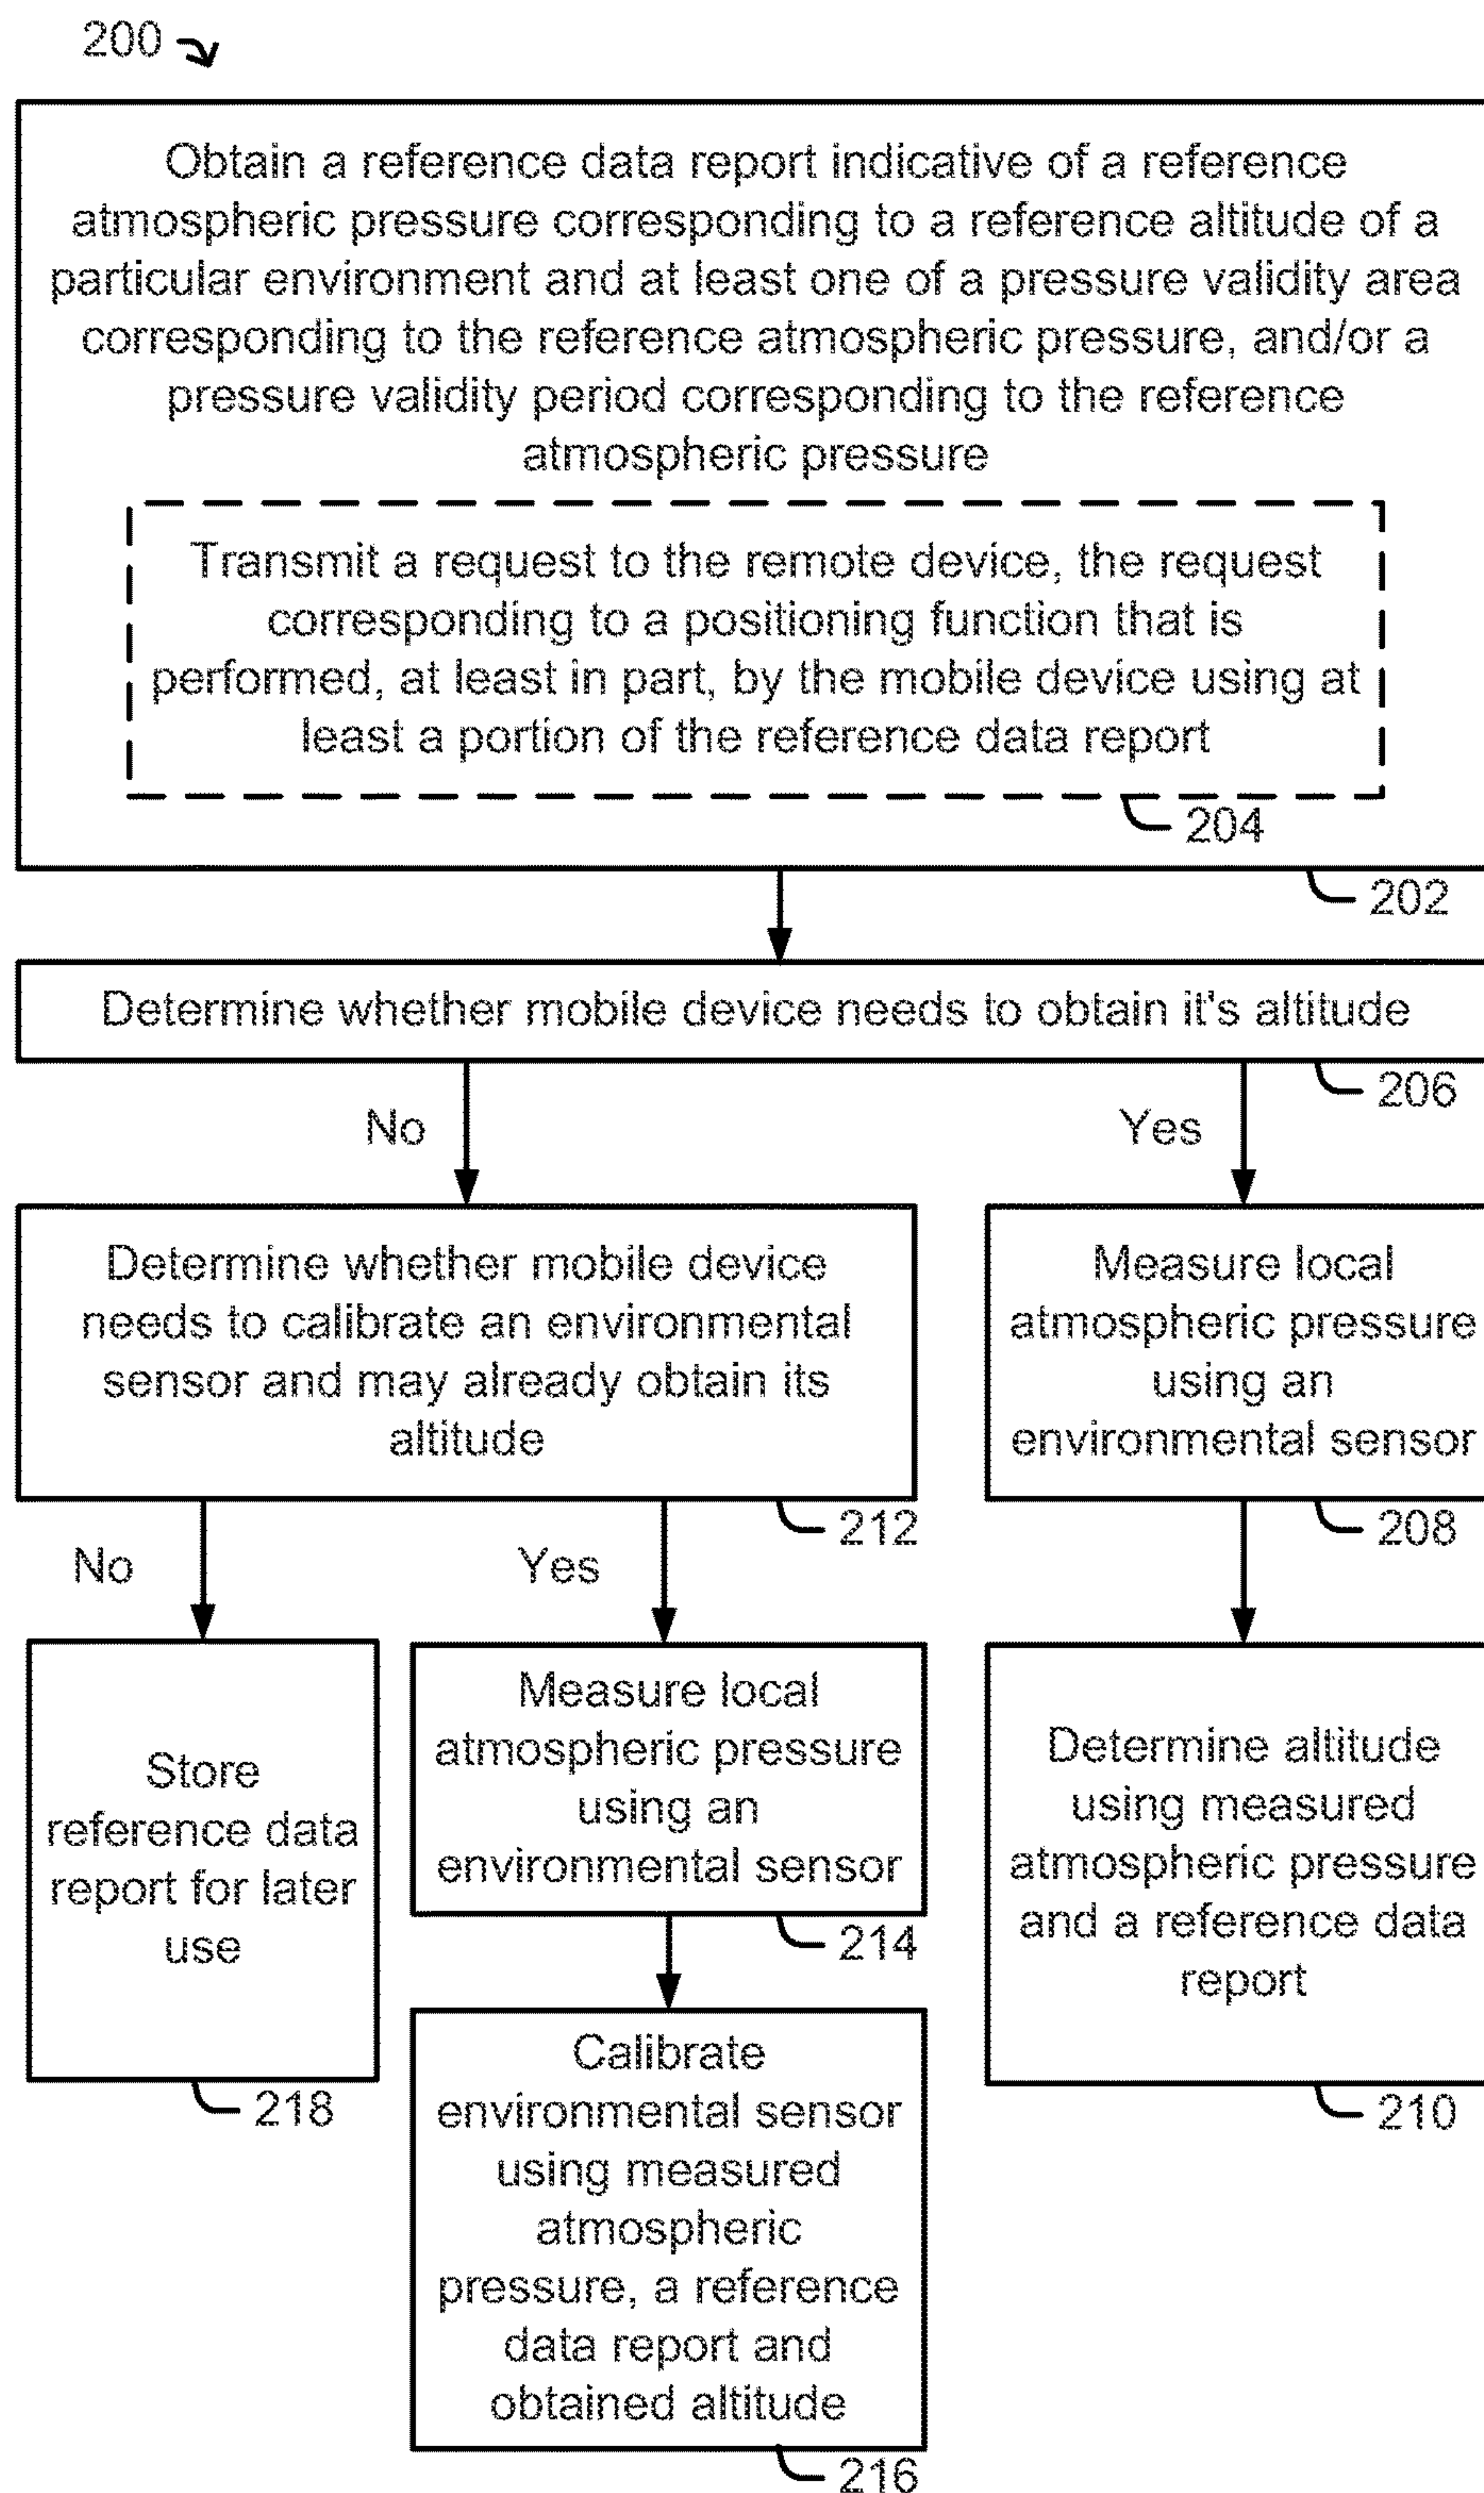 200
Obtain a reference data report indicative of a reference
atmospheric pressure corresponding to a reference altitude of a
particular environment and at least one of a pressure validity area
corresponding to the reference atmospheric pressure, and/or a
pressure validity period corresponding to the reference
atmospheric pressure
Transmit a request to the remote device, the request
corresponding to a positioning function that is
performed, at least in part, by the mobile device using at
least a portion of the reference data report
204
202
Determine whether mobile device needs to obtain it's altitude
206
No
Yes
Determine whether mobile device
needs to calibrate an environmental
sensor and may already obtain its
altitude
212
Measure local
atmospheric pressure
using an
environmental sensor
208
No
Yes
Store
reference data
report for later
use
218
Measure local
atmospheric pressure
using an
environmental sensor
214
Determine altitude
using measured
atmospheric pressure
and a reference data
report
210
Calibrate
environmental sensor
using measured
atmospheric
pressure, a reference
data report and
obtained altitude
216